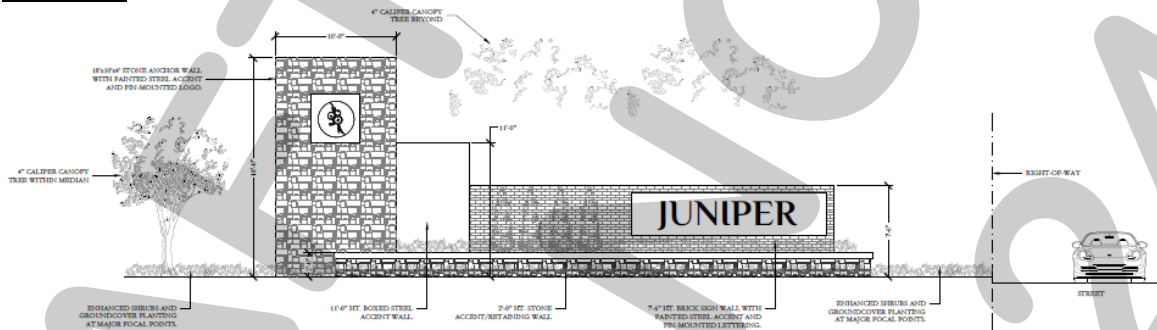 4" CALIPER CANOPY
TREE BEYOND
10'-0"
18'x10'x4' STONE ANCHOR WALL
WITH PAINTED STEEL ACCENT
AND PIN-MOUNTED LOGO.
11'-0"
4" CALIPER CANOPY
TREE WITHIN MEDIAN
18'-0"
RIGHT-OF-WAY
JUNIPER
7'-6"
STREET
ENHANCED SHRUBS AND
GROUNDCOVER PLANTING
AT MAJOR FOCAL POINTS.
11'-0" HT. BOXED STEEL
ACCENT WALL.
2'-0" HT. STONE
ACCENT/RETAINING WALL
7'-6" HT. BRICK SIGN WALL WITH
PAINTED STEEL ACCENT AND
PIN-MOUNTED LETTERING.
ENHANCED SHRUBS AND
GROUNDCOVER PLANTING
AT MAJOR FOCAL POINTS.